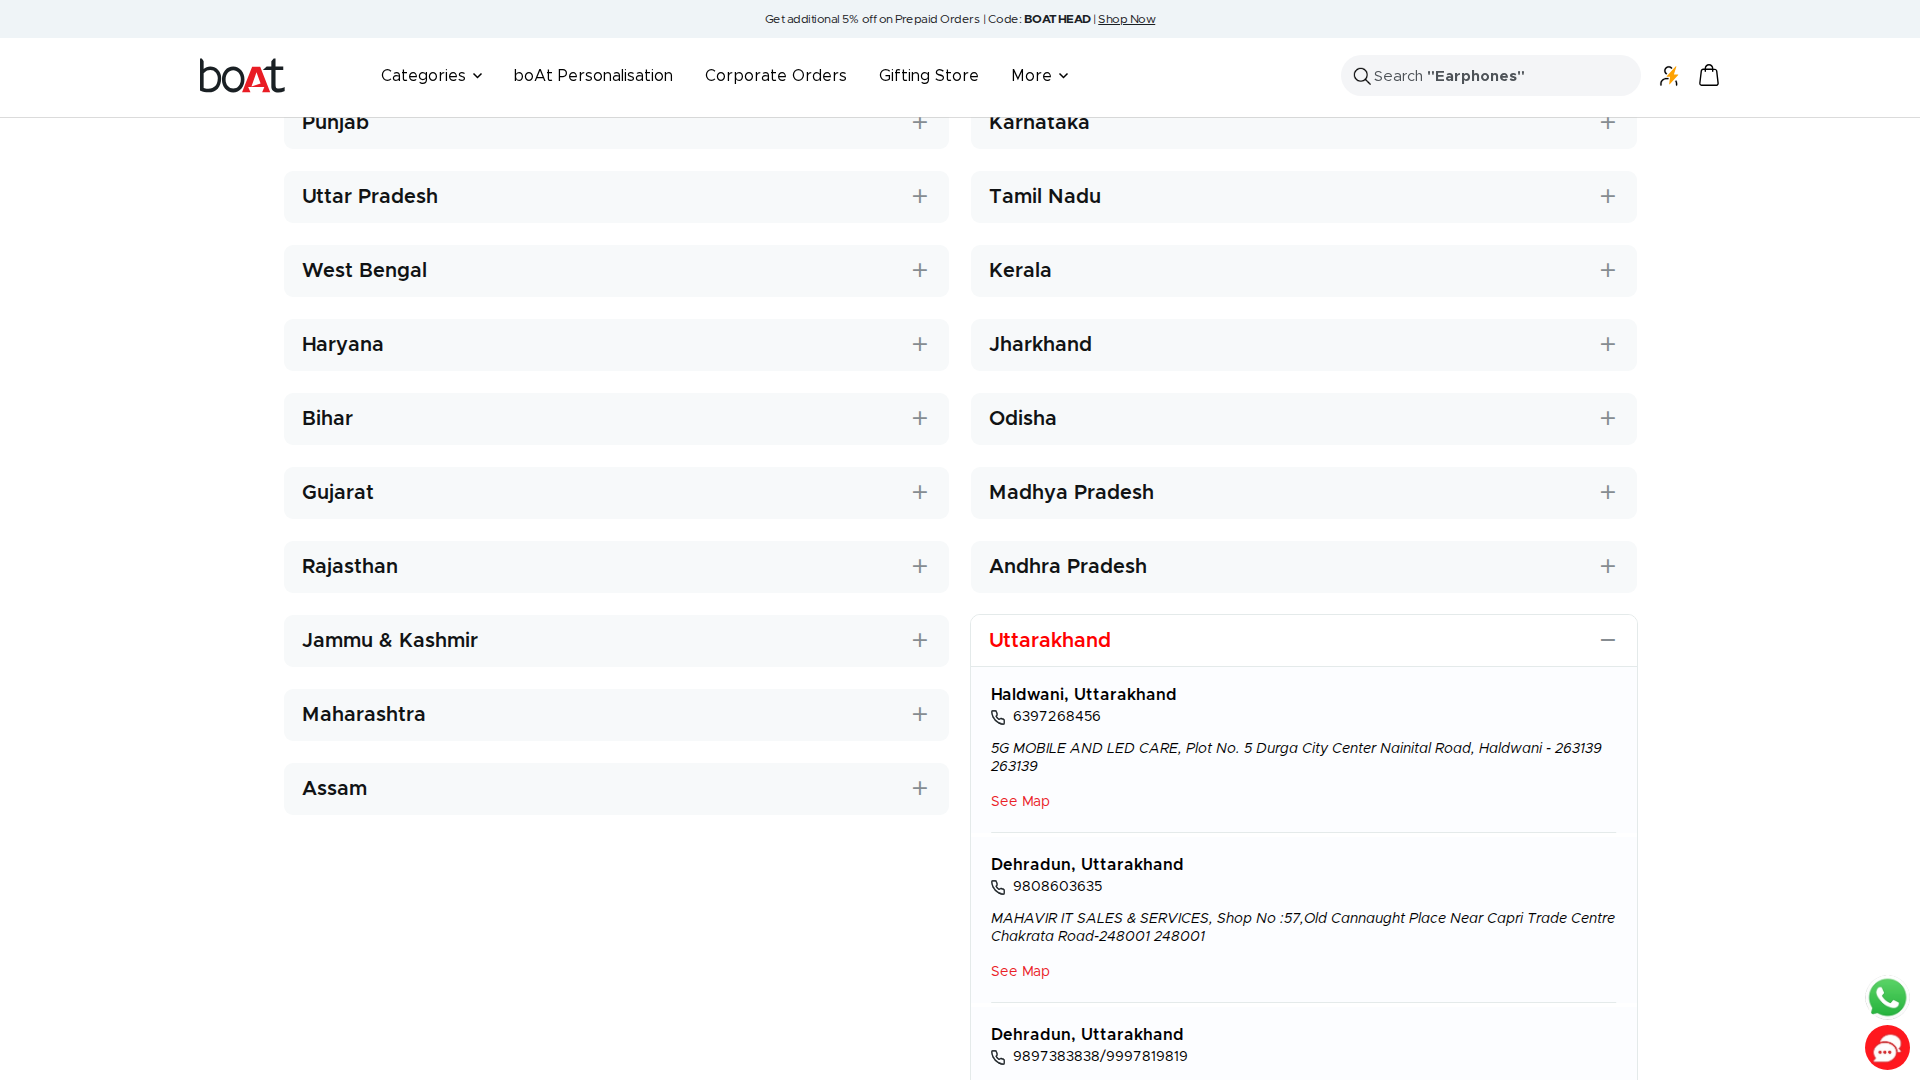 Get additional 5% off on Prepaid Orders | Code: BOATHEAD | Shop Now
boAt
Categories
boAt Personalisation
Corporate Orders
Gifting Store
More
Search "Earphones"
Punjab
Karnataka
Uttar Pradesh
Tamil Nadu
West Bengal
Kerala
Haryana
Jharkhand
Bihar
Odisha
Gujarat
Madhya Pradesh
Rajasthan
Andhra Pradesh
Jammu & Kashmir
Maharashtra
Assam
Uttarakhand
Haldwani, Uttarakhand
6397268456
5G MOBILE AND LED CARE, Plot No. 5 Durga City Center Nainital Road, Haldwani - 263139
263139
See Map
Dehradun, Uttarakhand
9808603635
MAHAVIR IT SALES & SERVICES, Shop No :57,Old Cannaught Place Near Capri Trade Centre
Chakrata Road-248001 248001
See Map
Dehradun, Uttarakhand
9897383838/9997819819